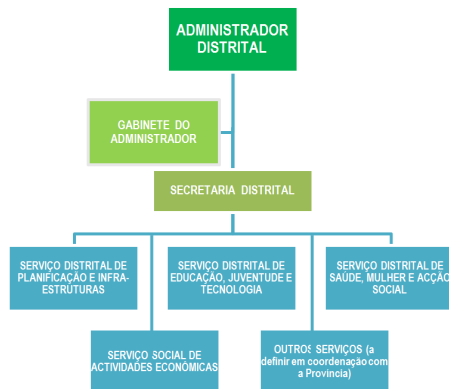 ADMINISTRADOR
DISTRITAL
GABINETE DO
ADMINISTRADOR
SECRETARIA DISTRITAL
SERVIÇO DISTRITAL DE
PLANIFICAÇÃO E INFRA-
ESTRUTURAS
SERVIÇO DISTRITAL DE
EDUCAÇÃO, JUVENTUDE E
TECNOLOGIA
SERVIÇO DISTRITAL DE
SAÚDE, MULHER E ACÇÃO
SOCIAL
SERVIÇO SOCIAL DE
ACTIVIDADES ECONÓMICAS
OUTROS SERVIÇOS (a
definir em coordenação com
a Provincia)